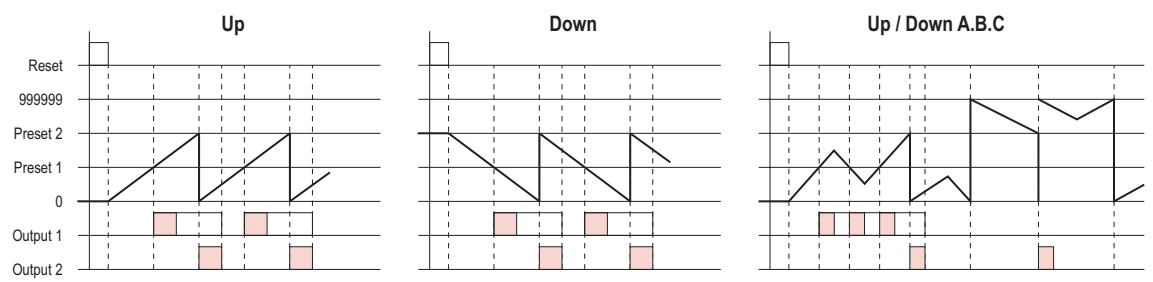 Up
Down
Up / Down A.B.C
Reset
999999
Preset 2
Preset 1
0
Output 1
Output 2